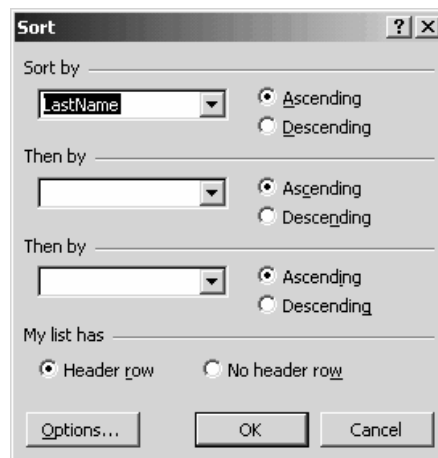 Sort ? ×
Sort by
LastName Ascending
Descending
Then by
Ascending
Descending
Then by
Ascending
Descending
My list has
Header row No header row
Options... OK Cancel